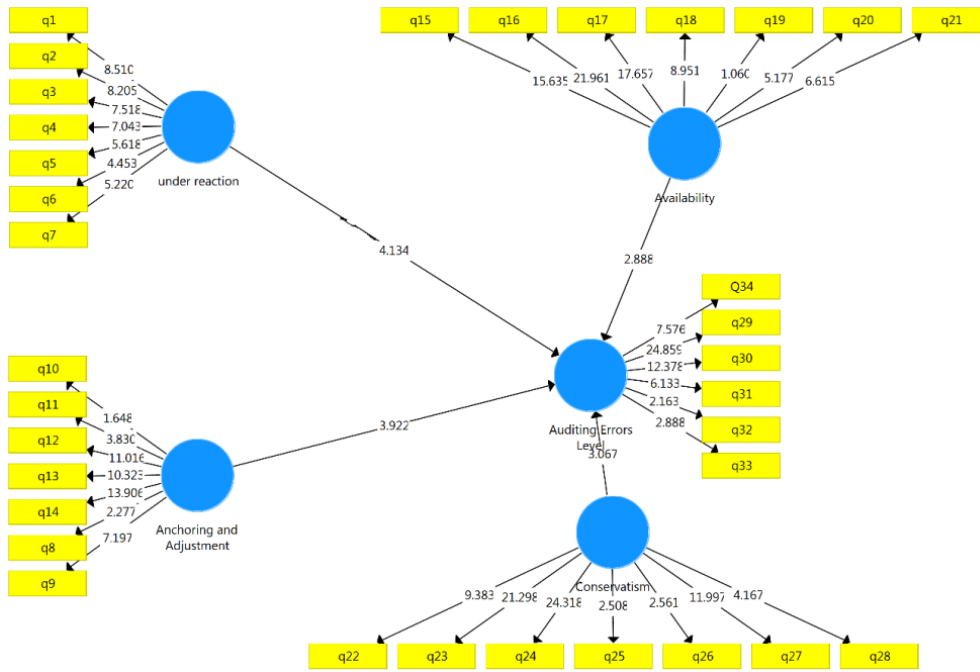 q1
q2
q3
q4
q5
q6
q7
8.510
8.205
7.518
7.043
5.618
4.453
5.220
under reaction
q15
q16
q17
q18
q19
q20
q21
15.635
21.961
17.657
8.951
1.060
5.177
6.615
Availability
4.134
2.888
Q34
q29
q30
q31
q32
q33
7.576
24.859
12.378
6.133
2.163
2.888
Auditing Errors
Level
q10
q11
q12
q13
q14
q8
q9
1.648
3.830
11.016
10.323
13.906
2.277
7.197
Anchoring and
Adjustment
3.922
3.067
Conservatism
9.383
21.298
24.318
2.508
2.561
11.997
4.167
q22
q23
q24
q25
q26
q27
q28